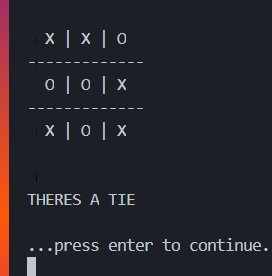 X | X | O
-------------
O | O | X
-------------
X | O | X
THERES A TIE
...press enter to continue.